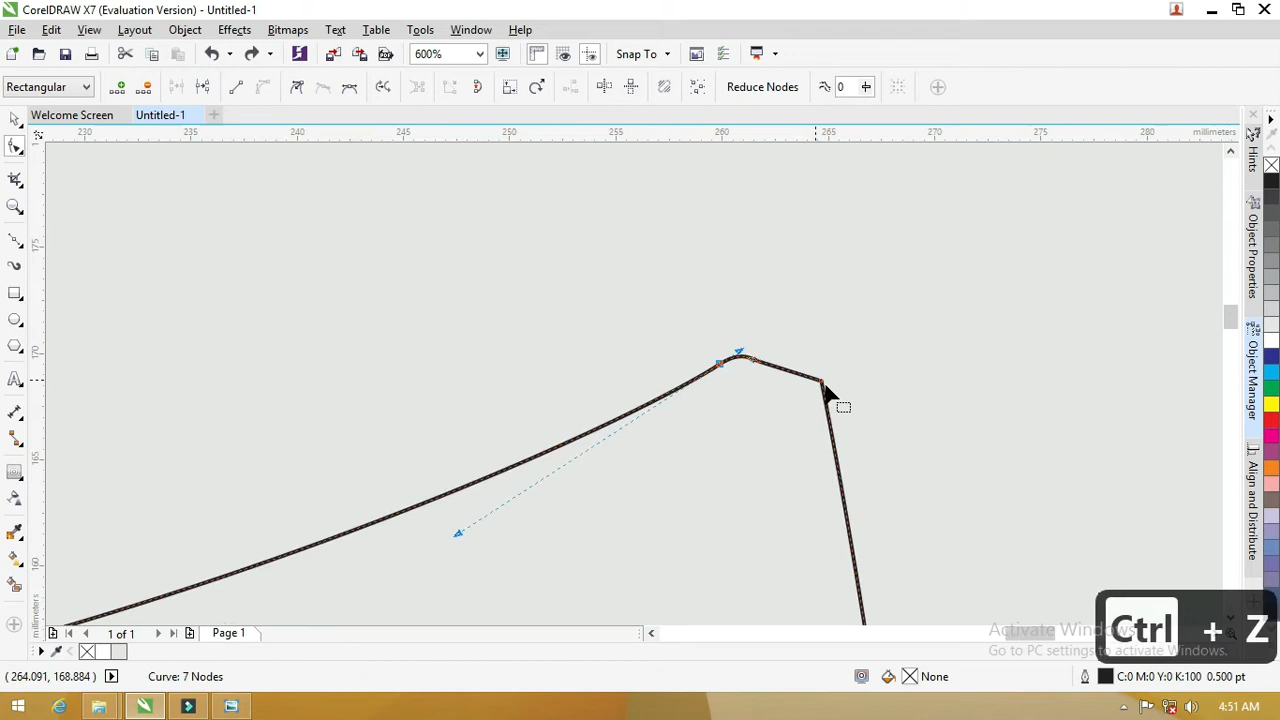 CorelDRAW X7 (Evaluation Version) - Untitled-1
File Edit View Layout Object Effects Bitmaps Text Table Tools Window Help
600% Snap To
Rectangular Reduce Nodes 0
Welcome Screen Untitled-1
230 235 240 245 250 255 260 265 270 275 280 millimeters
175
170
165
160
millimeters
Hints
Object Properties
Object Manager
Align and Distribute
1 of 1 Page 1
Activate Windows
Go to PC settings to activate Windows.
Ctrl + Z
( 264.091, 168.884 ) Curve: 7 Nodes None C:0 M:0 Y:0 K:100 0.500 pt
4:51 AM